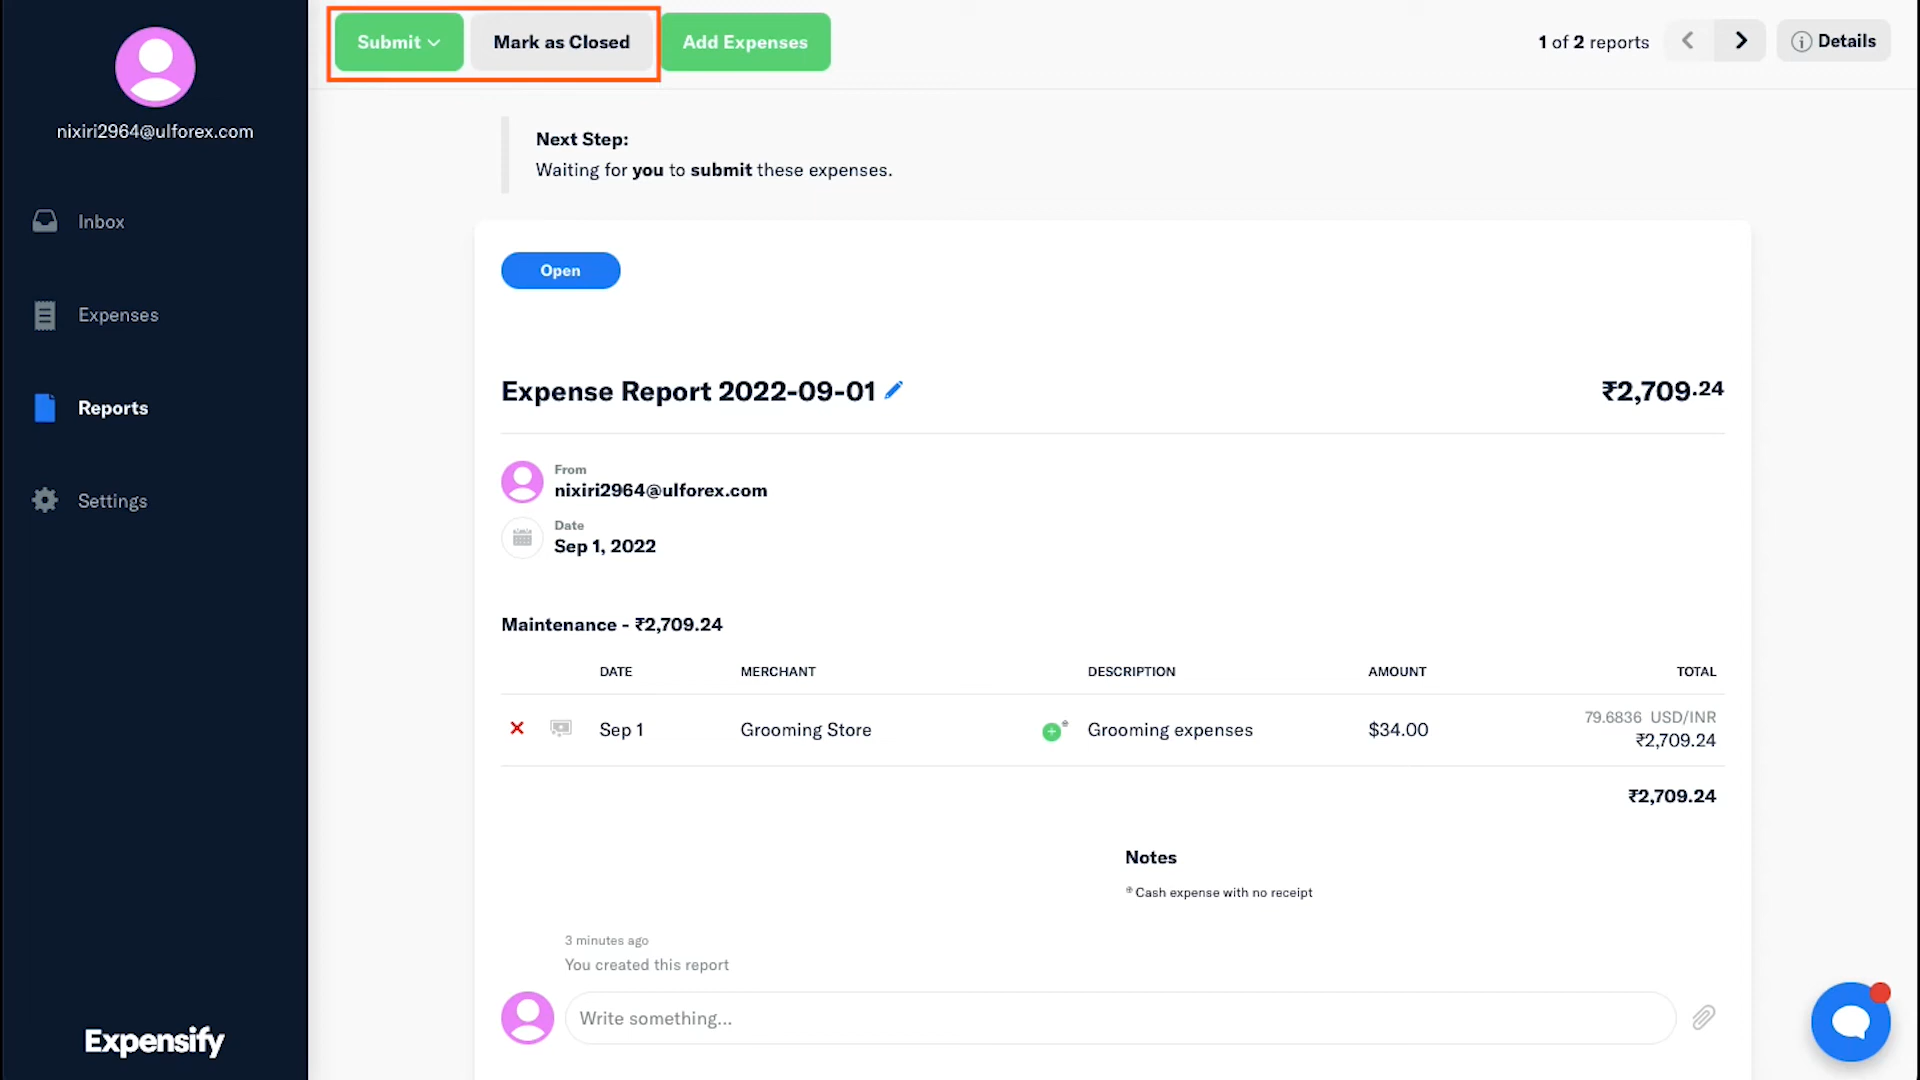 nixiri2964@ulforex.com
Inbox
Expenses
Reports
Settings
Expensify
Submit
Mark as Closed
Add Expenses
1 of 2 reports
Details
Next Step:
Waiting for you to submit these expenses.
Open
Expense Report 2022-09-01
₹2,709.24
From
nixiri2964@ulforex.com
Date
Sep 1, 2022
Maintenance - ₹2,709.24
DATE MERCHANT DESCRIPTION AMOUNT TOTAL
Sep 1 Grooming Store Grooming expenses $34.00 79.6836 USD/INR
₹2,709.24
₹2,709.24
Notes
Cash expense with no receipt
3 minutes ago
You created this report
Write something...